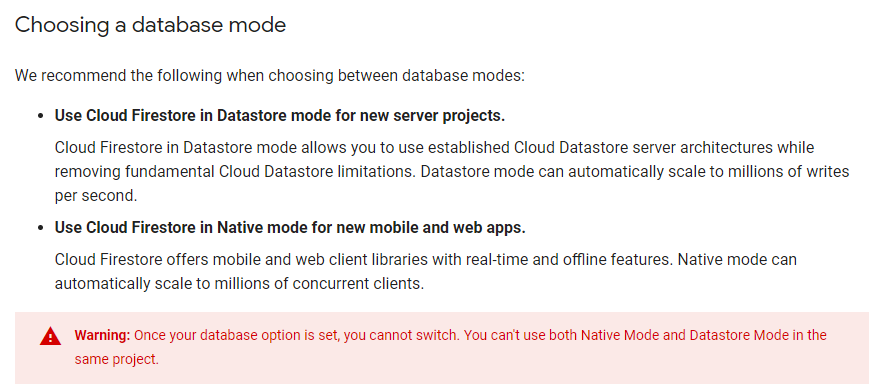 Choosing a database mode
We recommend the following when choosing between database modes:
• Use Cloud Firestore in Datastore mode for new server projects.
Cloud Firestore in Datastore mode allows you to use established Cloud Datastore server architectures while
removing fundamental Cloud Datastore limitations. Datastore mode can automatically scale to millions of writes
per second.
• Use Cloud Firestore in Native mode for new mobile and web apps.
Cloud Firestore offers mobile and web client libraries with real-time and offline features. Native mode can
automatically scale to millions of concurrent clients.
Warning: Once your database option is set, you cannot switch. You can't use both Native Mode and Datastore Mode in the
same project.